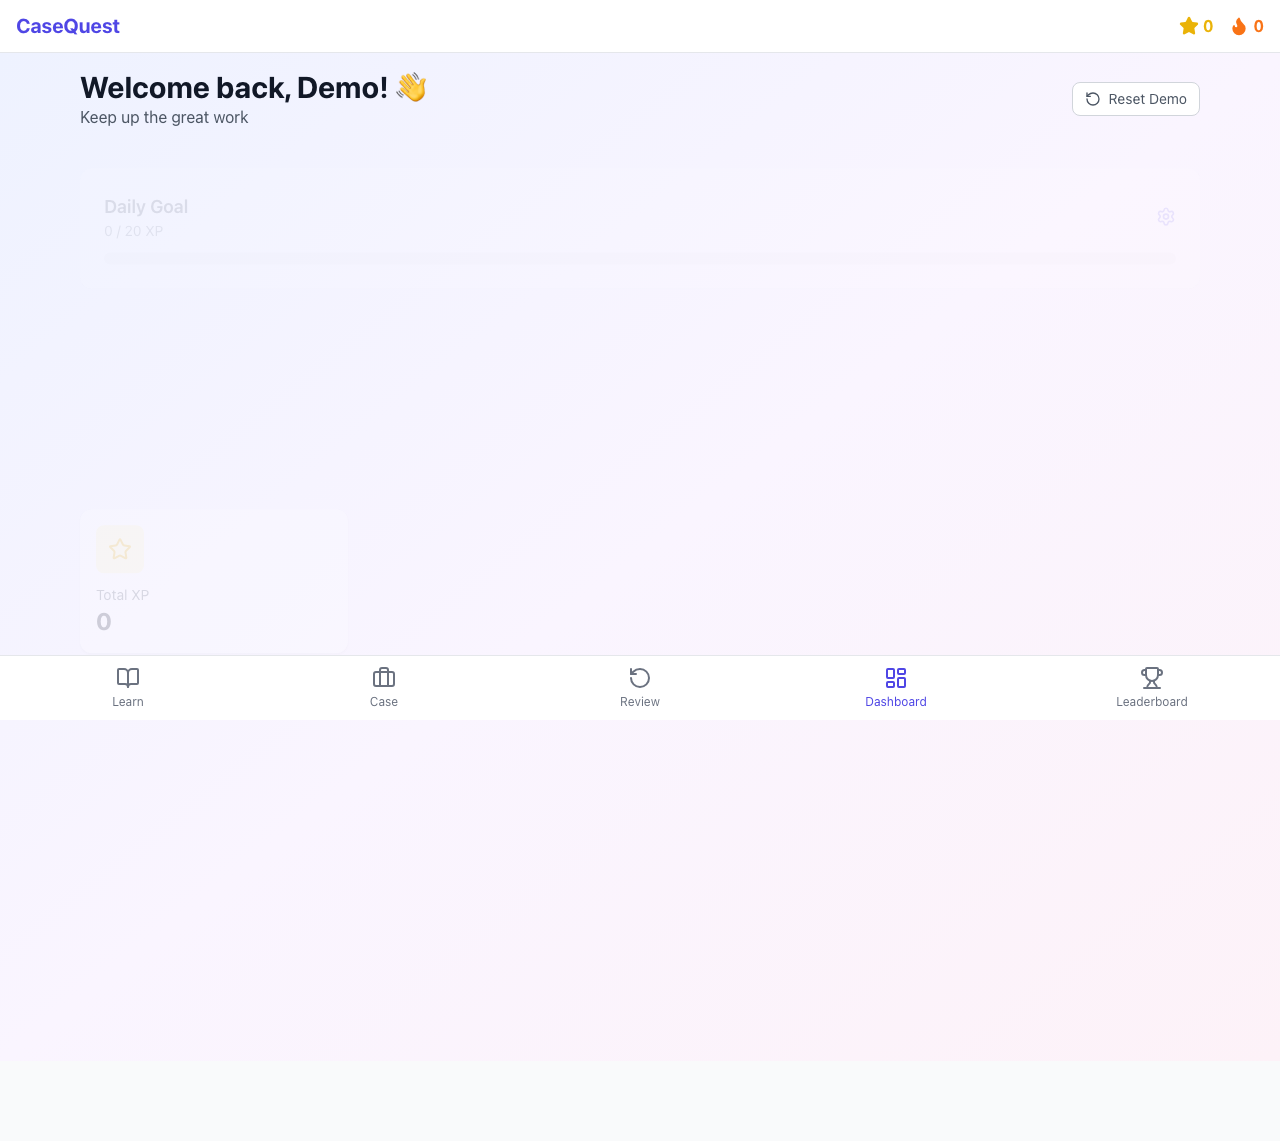 CaseQuest
0
0
Welcome back, Demo! 👋
Keep up the great work
Reset Demo
Daily Goal
0 / 20 XP
Total XP
0
Learn
Case
Review
Dashboard
Leaderboard